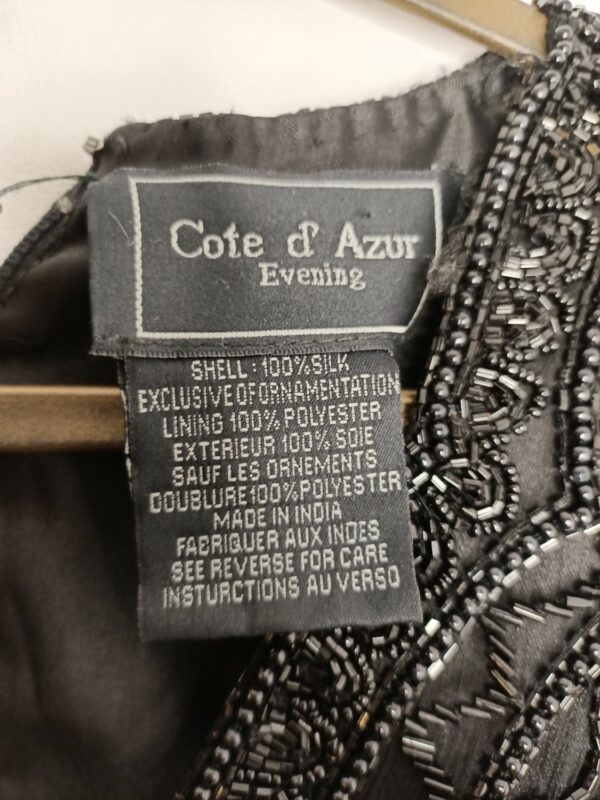 Cote d' Azur
Evening
SHELL : 100% SILK
EXCLUSIVE OF ORNAMENTATION
LINING 100% POLYESTER
EXTERIEUR 100% SOIE
SAUF LES ORNEMENTS
DOUBLURE 100% POLYESTER
MADE IN INDIA
FABRIQUER AUX INDES
SEE REVERSE FOR CARE
INSTURCTIONS AU VERSO